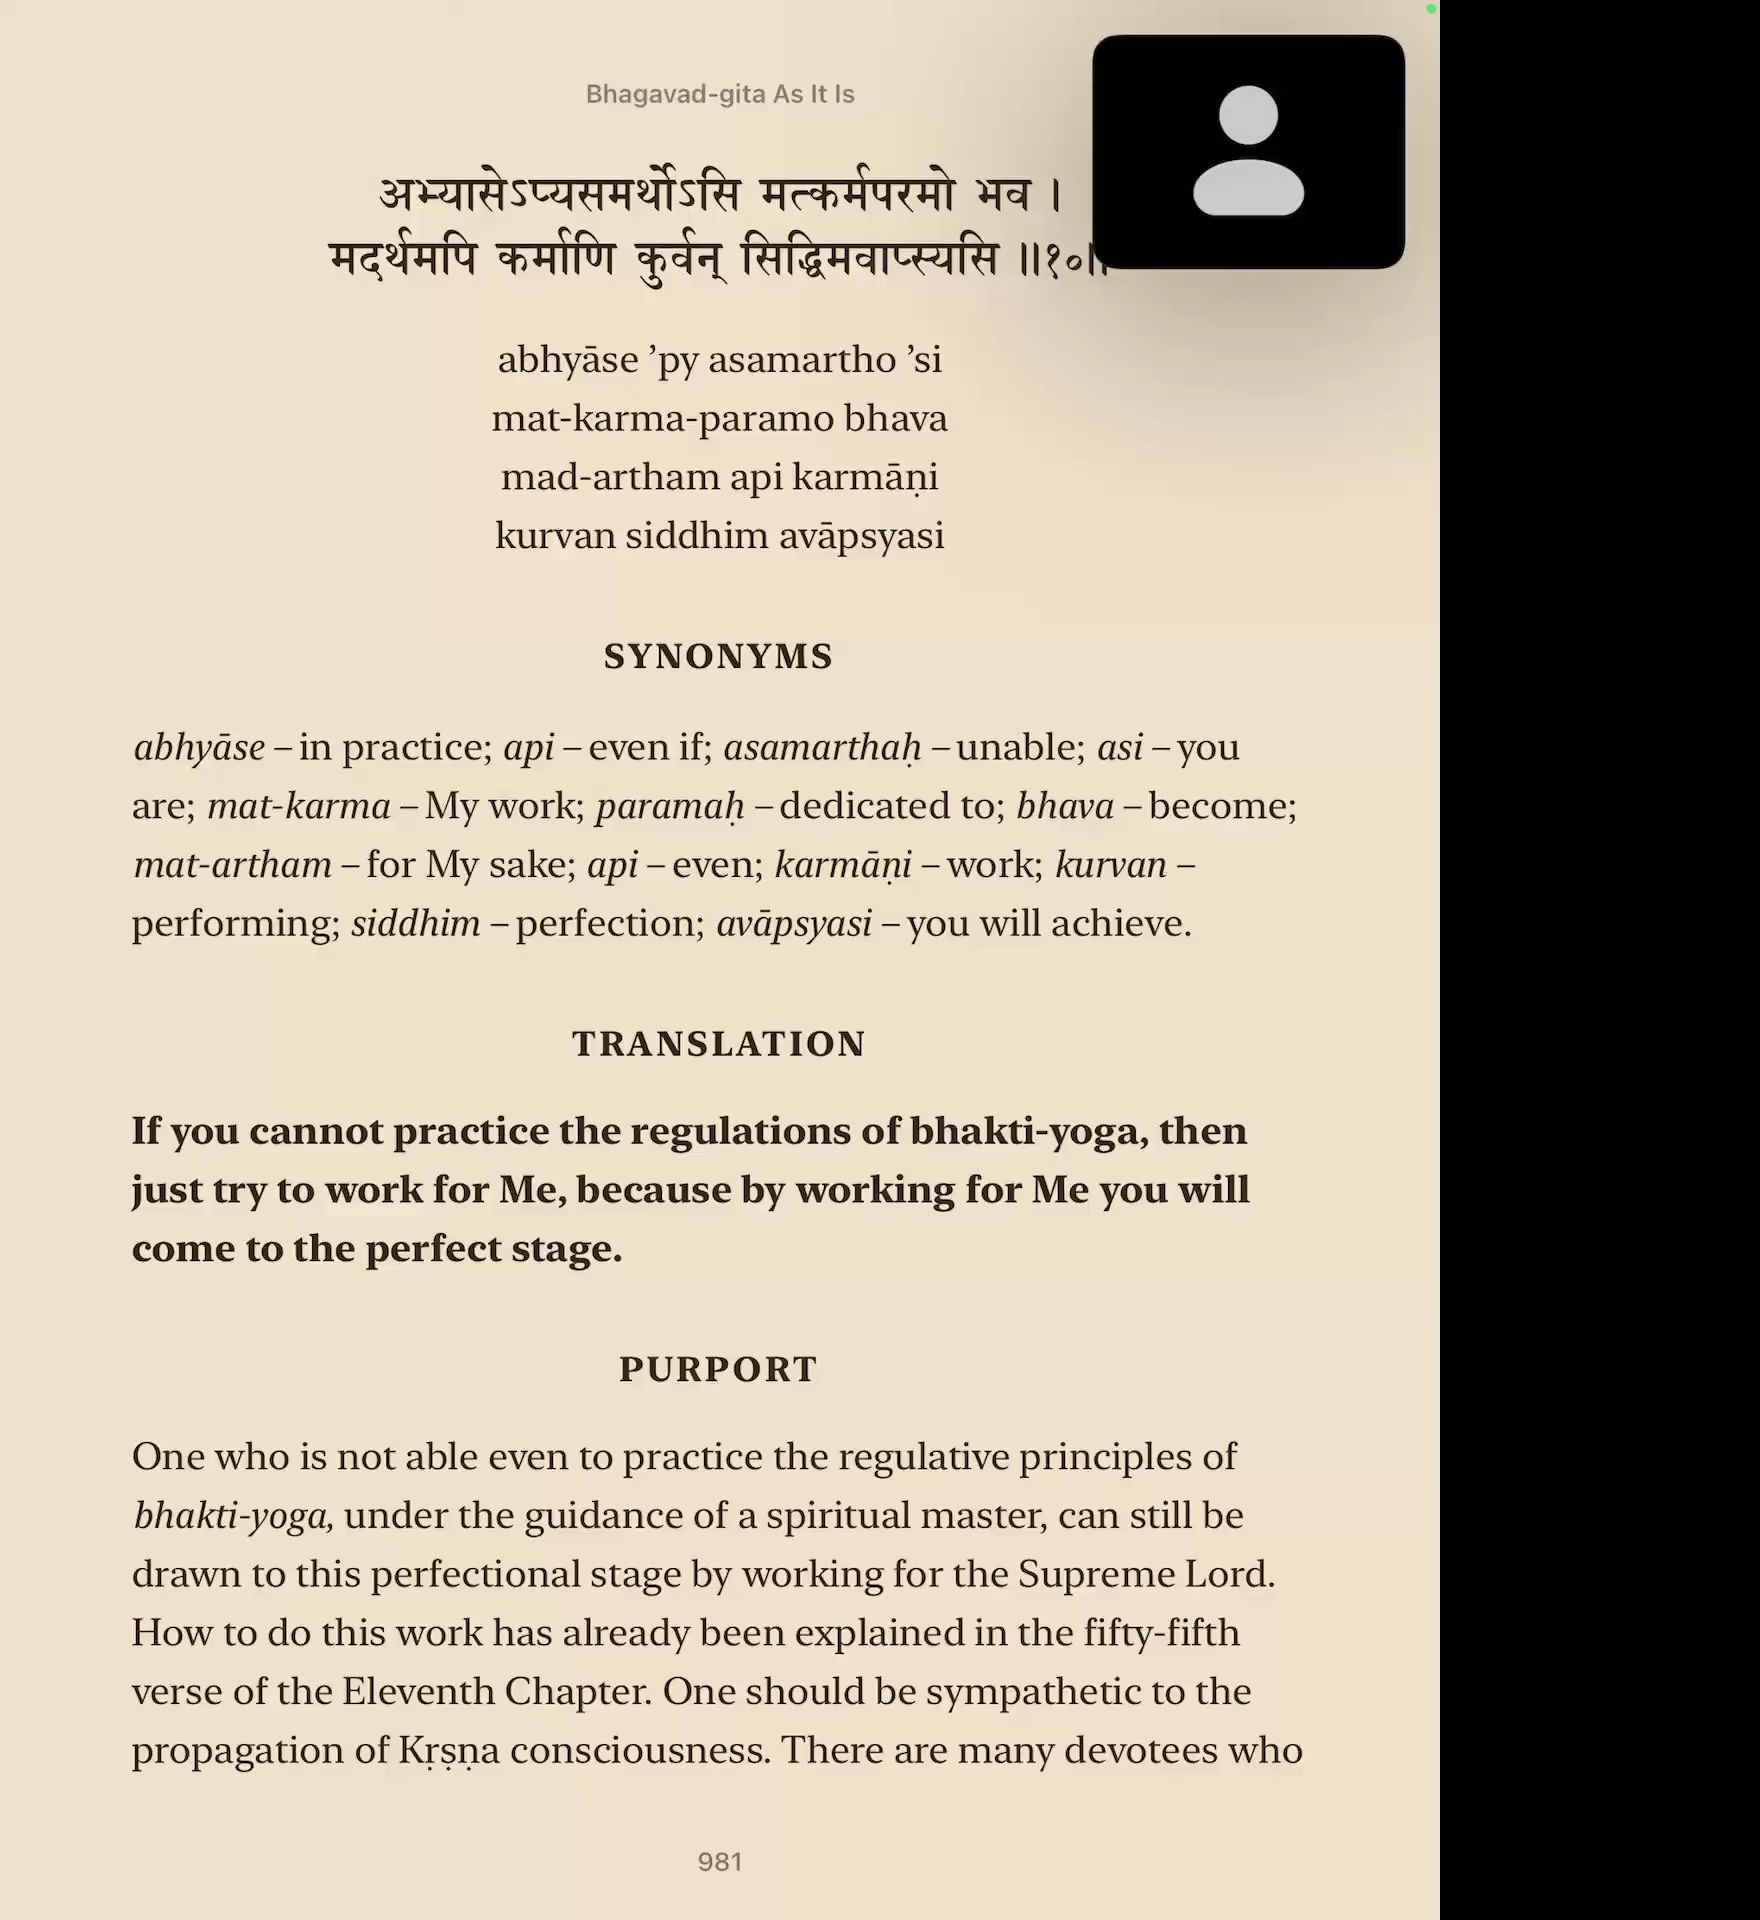 Bhagavad-gita As It Is
अभ्यासेऽप्यसमर्थोऽसि मत्कर्मपरमो भव ।
मदर्थमपि कर्माणि कुर्वन् सिद्धिमवाप्स्यसि ॥१०॥
abhyāse ’py asamartho ’si
mat-karma-paramo bhava
mad-artham api karmāṇi
kurvan siddhim avāpsyasi
SYNONYMS
abhyāse – in practice; api – even if; asamarthaḥ – unable; asi – you
are; mat-karma – My work; paramaḥ – dedicated to; bhava – become;
mat-artham – for My sake; api – even; karmāṇi – work; kurvan –
performing; siddhim – perfection; avāpsyasi – you will achieve.
TRANSLATION
If you cannot practice the regulations of bhakti-yoga, then
just try to work for Me, because by working for Me you will
come to the perfect stage.
PURPORT
One who is not able even to practice the regulative principles of
bhakti-yoga, under the guidance of a spiritual master, can still be
drawn to this perfectional stage by working for the Supreme Lord.
How to do this work has already been explained in the fifty-fifth
verse of the Eleventh Chapter. One should be sympathetic to the
propagation of Kṛṣṇa consciousness. There are many devotees who
981